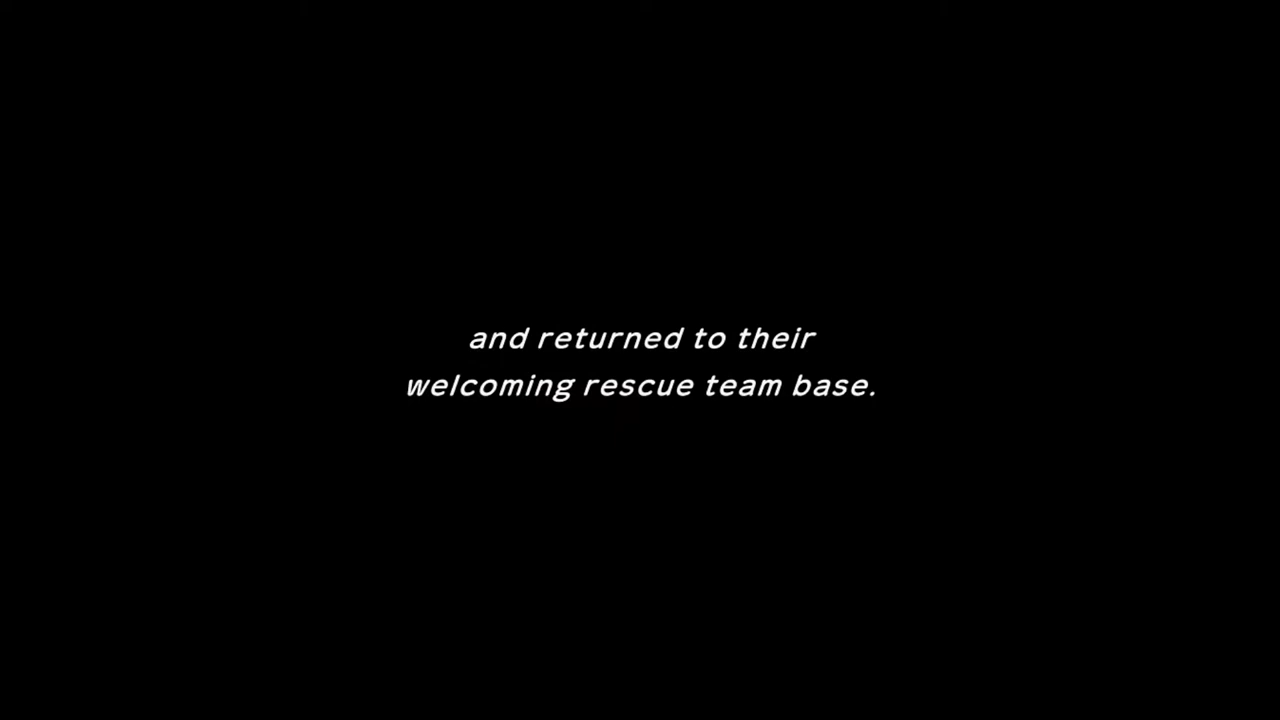 and returned to their
welcoming rescue team base.